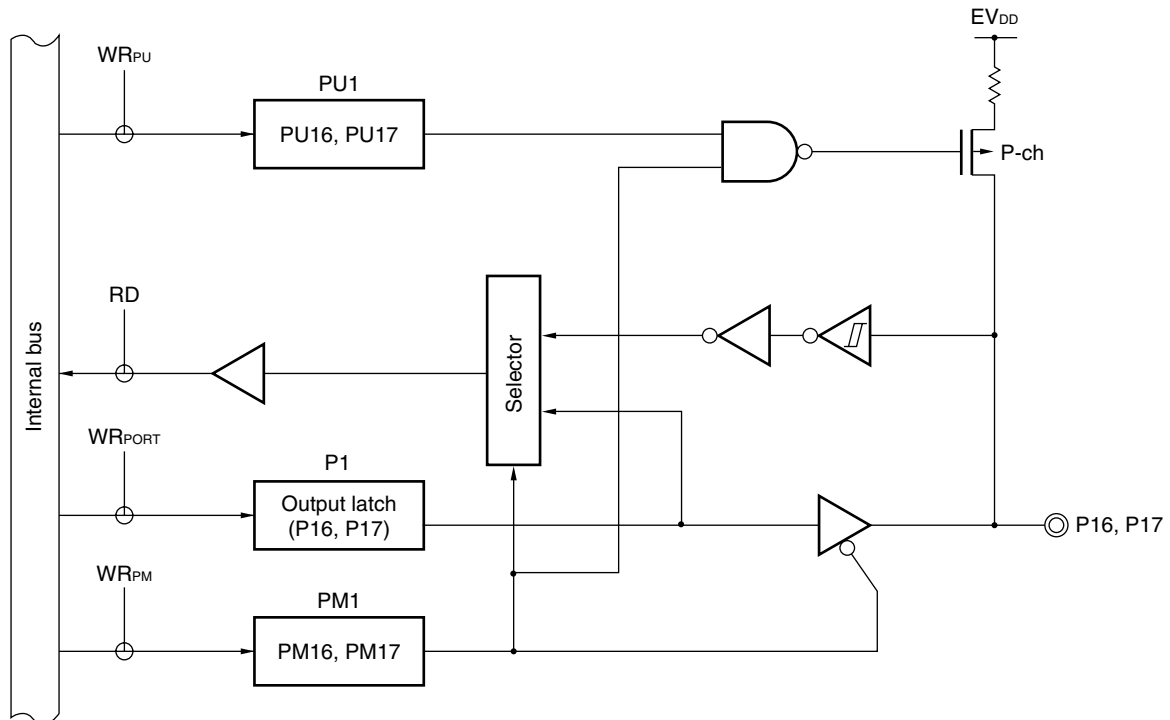 EVDD
WRPU
PU1
PU16, PU17
P-ch
RD
Selector
Internal bus
WRPORT
P1
Output latch
(P16, P17)
P16, P17
WRPM
PM1
PM16, PM17